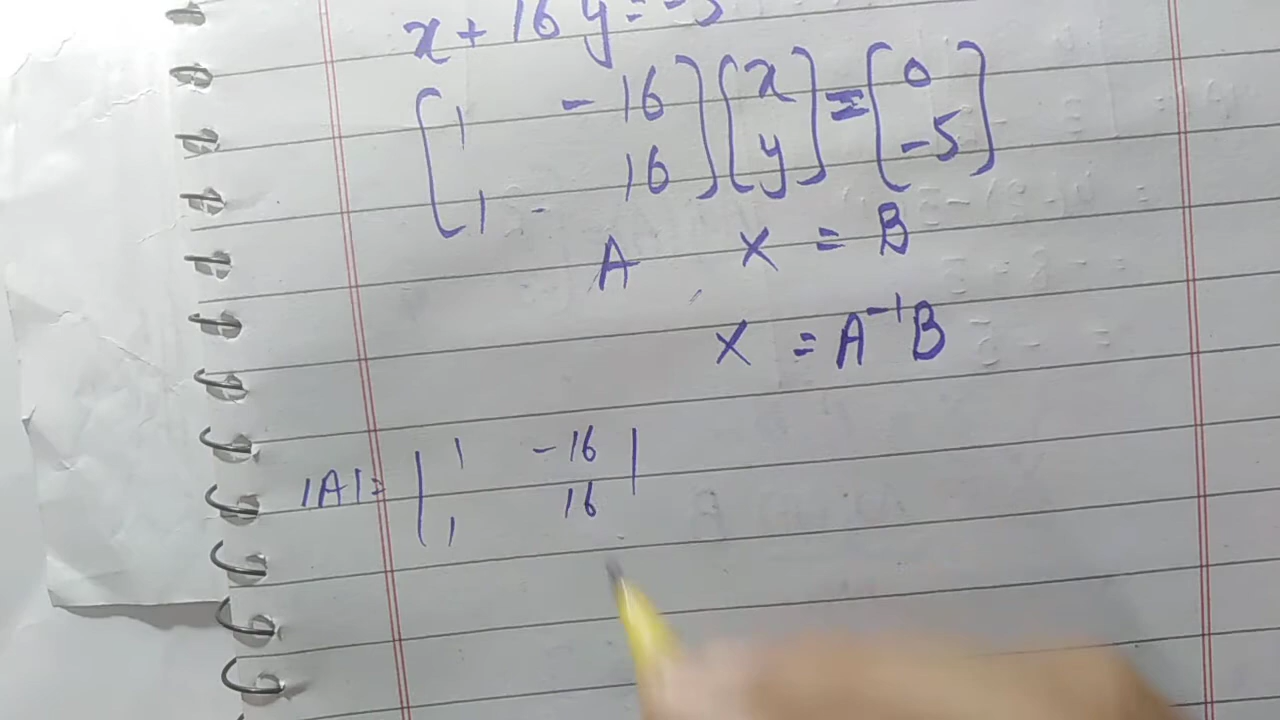 x + 16 y = -5
[ 1 -16 ] [ x ] = [ 0 ]
[ 1 16 ] [ y ] [ -5 ]
A X = B
X = A⁻¹B
|A| = | 1 -16 |
| 1 16 |